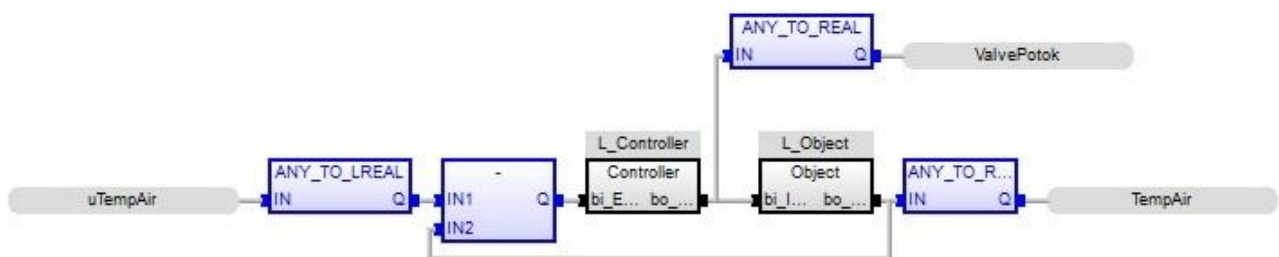 ANY_TO_REAL
IN Q
ValvePotok
L_Controller
L_Object
ANY_TO_LREAL
-
Controller
Object
ANY_TO_R...
uTempAir
IN Q
IN1 Q
bi_E... bo_...
bi_I... bo_...
IN Q
TempAir
IN2